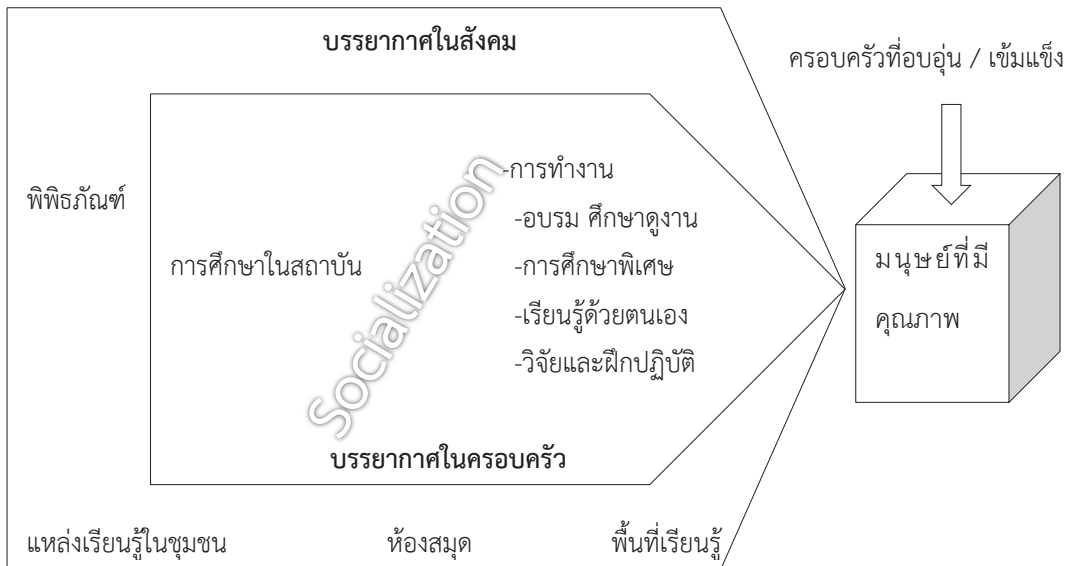 บรรยากาศในสังคม
ครอบครัวที่อบอุ่น / เข้มแข็ง
พิพิธภัณฑ์
การศึกษาในสถาบัน
Socialization
-การทำงาน
-อบรม ศึกษาดูงาน
-การศึกษาพิเศษ
-เรียนรู้ด้วยตนเอง
-วิจัยและฝึกปฏิบัติ
มนุษย์ที่มี
คุณภาพ
บรรยากาศในครอบครัว
แหล่งเรียนรู้ในชุมชน
ห้องสมุด
พื้นที่เรียนรู้